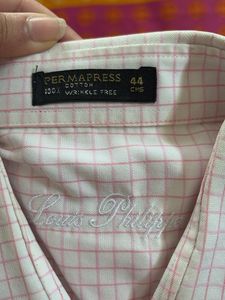 PERMAPRESS 44
COTTON CMS
100% WRINKLE FREE
Louis Philippe